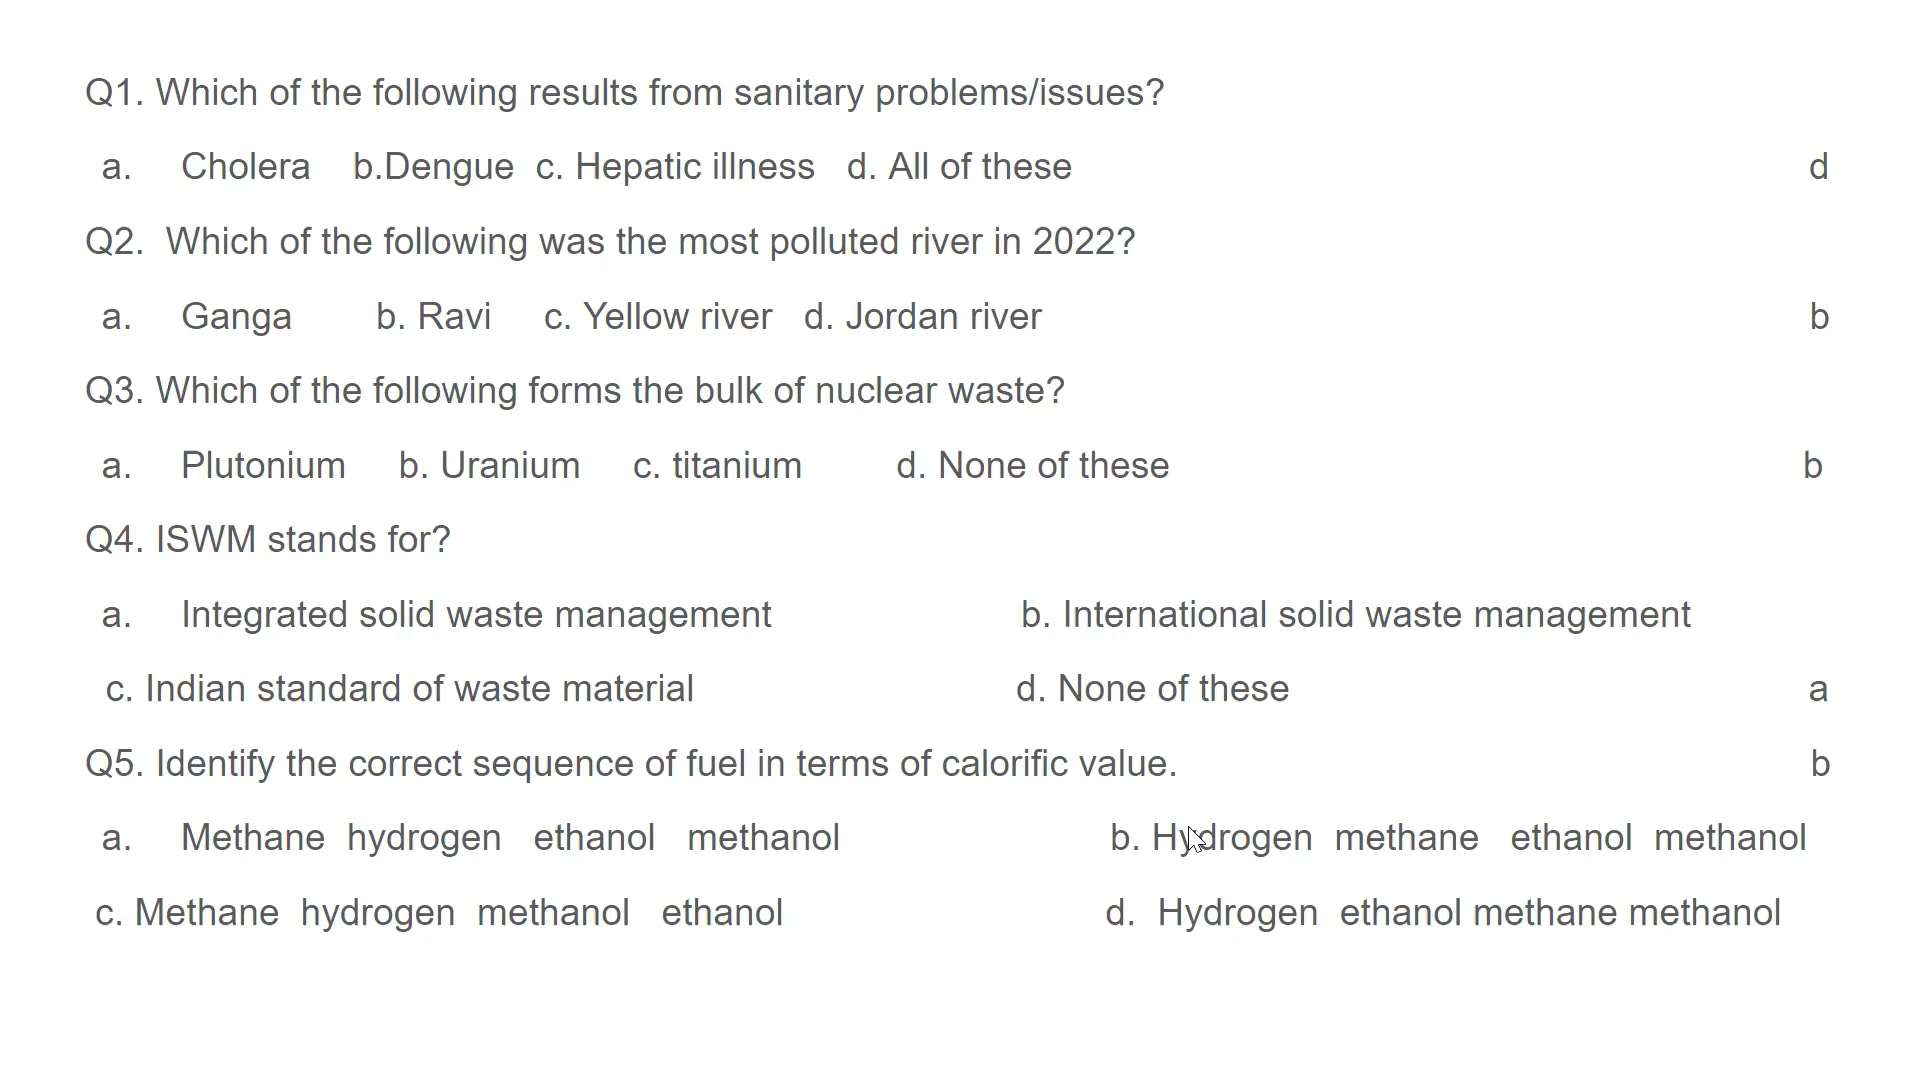 Q1. Which of the following results from sanitary problems/issues?
a. Cholera b.Dengue c. Hepatic illness d. All of these d
Q2. Which of the following was the most polluted river in 2022?
a. Ganga b. Ravi c. Yellow river d. Jordan river b
Q3. Which of the following forms the bulk of nuclear waste?
a. Plutonium b. Uranium c. titanium d. None of these b
Q4. ISWM stands for?
a. Integrated solid waste management b. International solid waste management
c. Indian standard of waste material d. None of these a
Q5. Identify the correct sequence of fuel in terms of calorific value. b
a. Methane hydrogen ethanol methanol b. Hydrogen methane ethanol methanol
c. Methane hydrogen methanol ethanol d. Hydrogen ethanol methane methanol